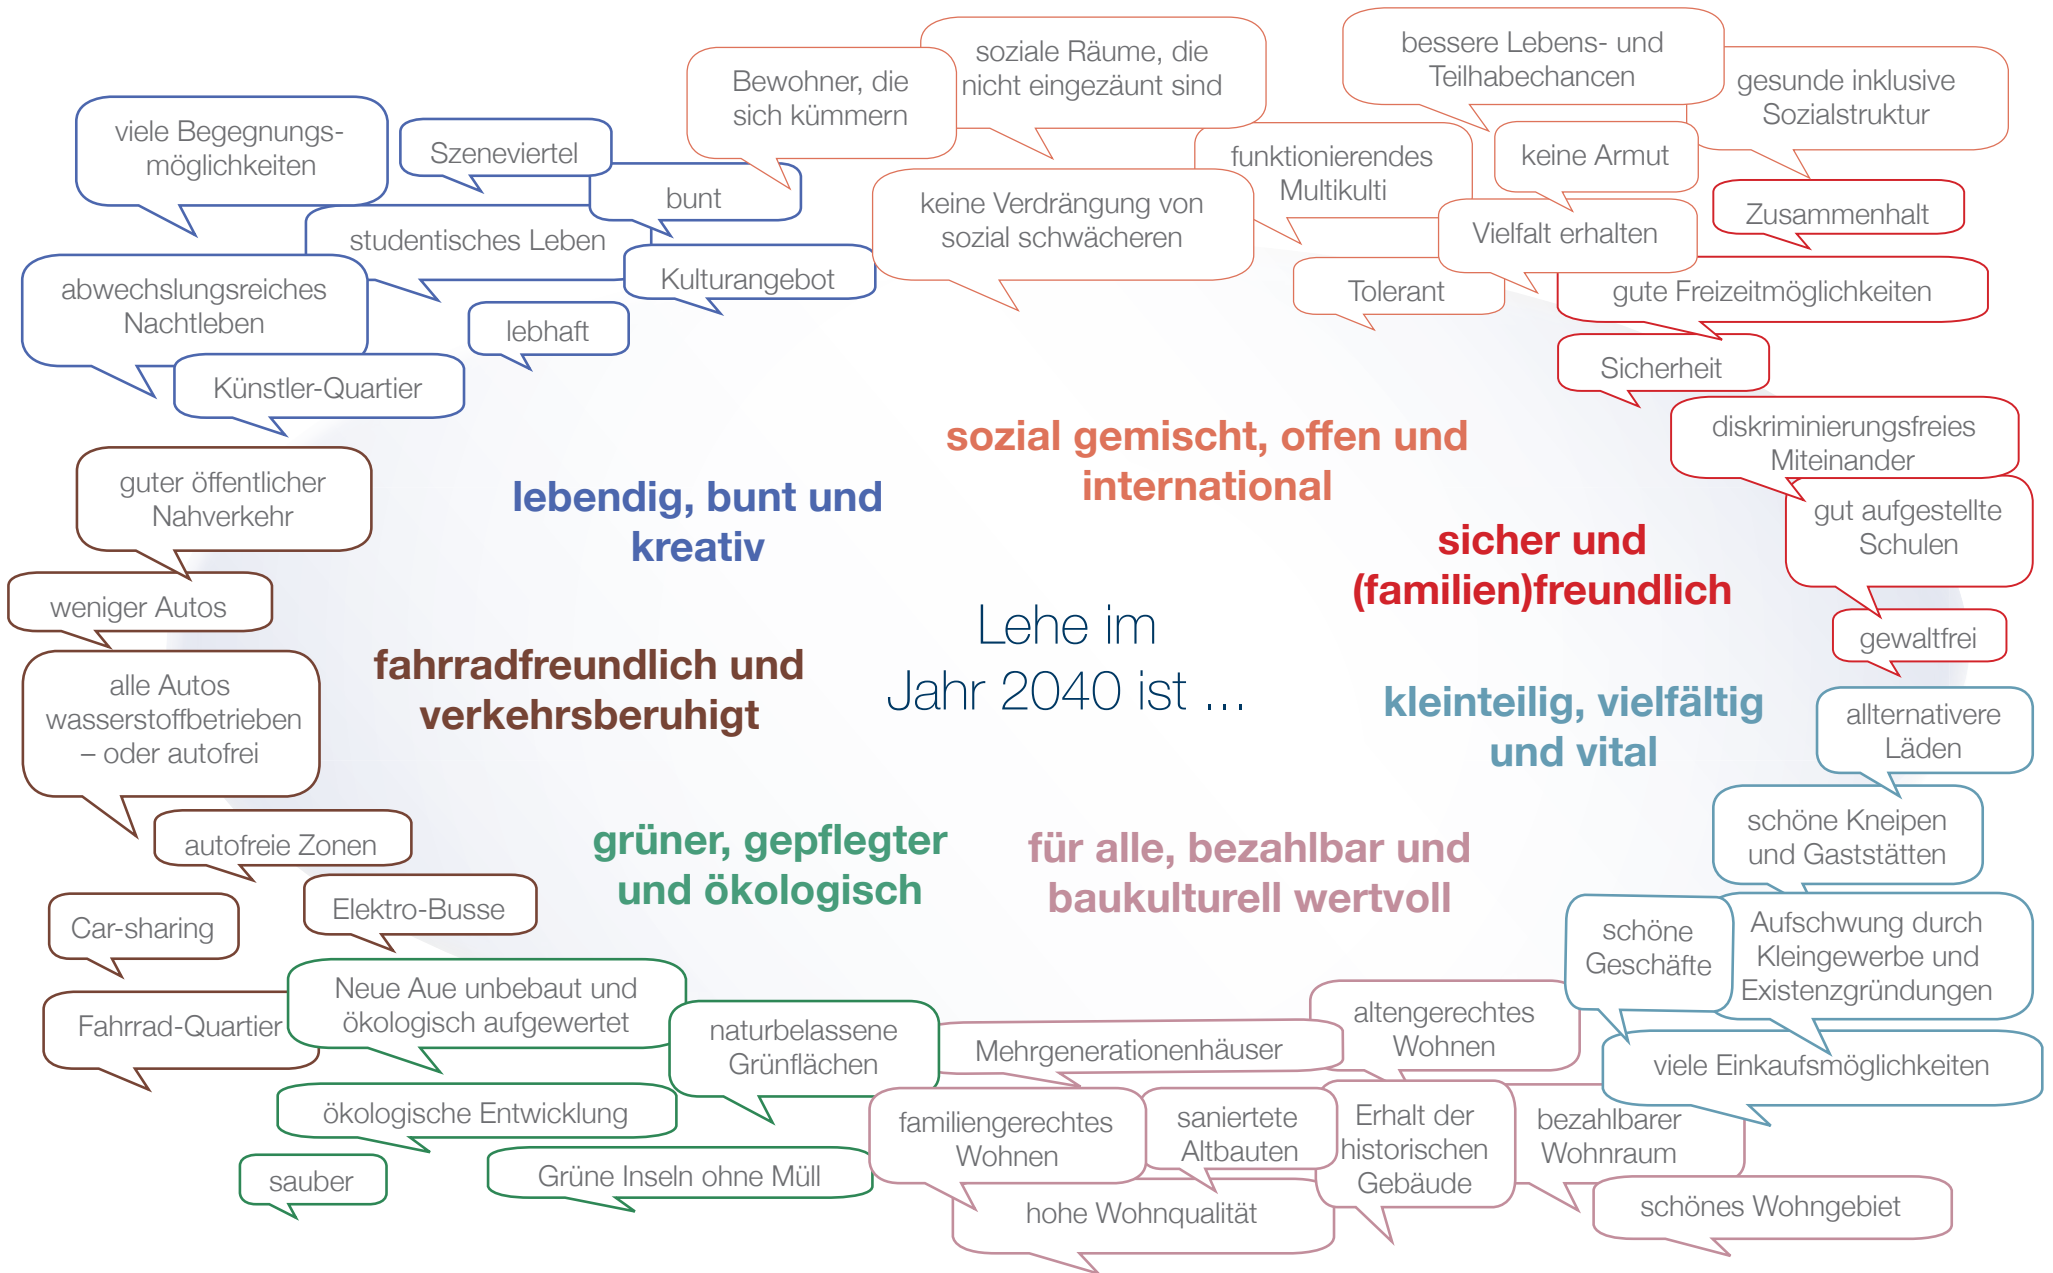 soziale Räume, die
nicht eingezäunt sind
bessere Lebens- und
Teilhabechancen
Bewohner, die
sich kümmern
gesunde inklusive
Sozialstruktur
viele Begegnungs-
möglichkeiten
Szeneviertel
bunt
funktionierendes
Multikulti
keine Armut
keine Verdrängung von
sozial schwächeren
Vielfalt erhalten
Zusammenhalt
studentisches Leben
Kulturangebot
Tolerant
gute Freizeitmöglichkeiten
abwechslungsreiches
Nachtleben
lebhaft
Künstler-Quartier
Sicherheit
diskriminierungsfreies
Miteinander
sozial gemischt, offen und
international
lebendig, bunt und
kreativ
guter öffentlicher
Nahverkehr
gut aufgestellte
Schulen
sicher und
(familien)freundlich
weniger Autos
Lehe im
Jahr 2040 ist ...
gewaltfrei
fahrradfreundlich und
verkehrsberuhigt
alle Autos
wasserstoffbetrieben
– oder autofrei
kleinteilig, vielfältig
und vital
allternativere
Läden
autofreie Zonen
grüner, gepflegter
und ökologisch
für alle, bezahlbar und
baukulturell wertvoll
schöne Kneipen
und Gaststätten
Car-sharing
Elektro-Busse
schöne
Geschäfte
Aufschwung durch
Kleingewerbe und
Existenzgründungen
Fahrrad-Quartier
Neue Aue unbebaut und
ökologisch aufgewertet
naturbelassene
Grünflächen
Mehrgenerationenhäuser
altengerechtes
Wohnen
viele Einkaufsmöglichkeiten
ökologische Entwicklung
familiengerechtes
Wohnen
saniertete
Altbauten
Erhalt der
historischen
Gebäude
bezahlbarer
Wohnraum
sauber
Grüne Inseln ohne Müll
hohe Wohnqualität
schönes Wohngebiet